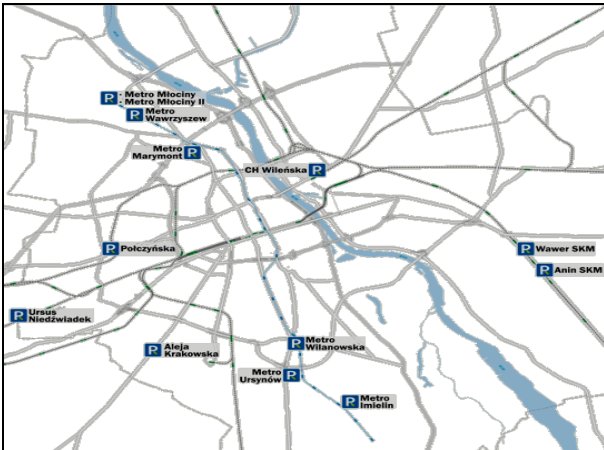 Metro Młociny
Metro Młociny II
Metro
Wawrzyszew
Metro
Marymont
CH Wileńska
Połczyńska
Wawer SKM
Anin SKM
Ursus
Niedźwiadek
Aleja
Krakowska
Metro
Wilanowska
Metro
Ursynów
Metro
Imielin